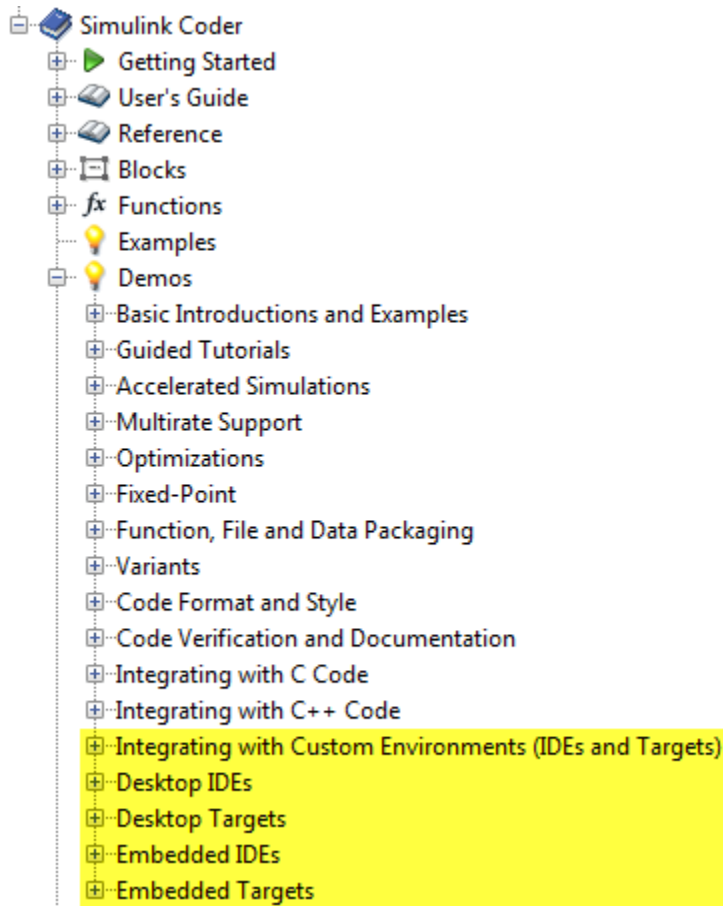 Simulink Coder
Getting Started
User's Guide
Reference
Blocks
fx Functions
Examples
Demos
Basic Introductions and Examples
Guided Tutorials
Accelerated Simulations
Multirate Support
Optimizations
Fixed-Point
Function, File and Data Packaging
Variants
Code Format and Style
Code Verification and Documentation
Integrating with C Code
Integrating with C++ Code
Integrating with Custom Environments (IDEs and Targets)
Desktop IDEs
Desktop Targets
Embedded IDEs
Embedded Targets